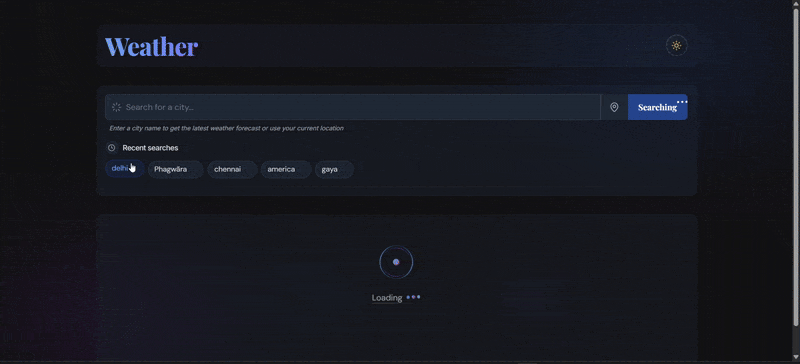 Weather
Search for a city...
Searching
Enter a city name to get the latest weather forecast or use your current location
Recent searches
delhi Phagwāra chennai america gaya
Loading